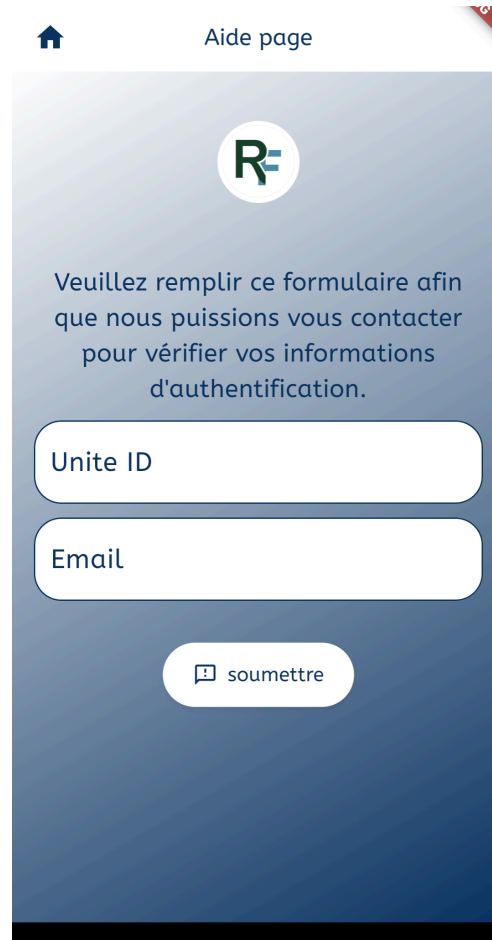 Aide page
RF
Veuillez remplir ce formulaire afin
que nous puissions vous contacter
pour vérifier vos informations
d'authentification.
Unite ID
Email
soumettre